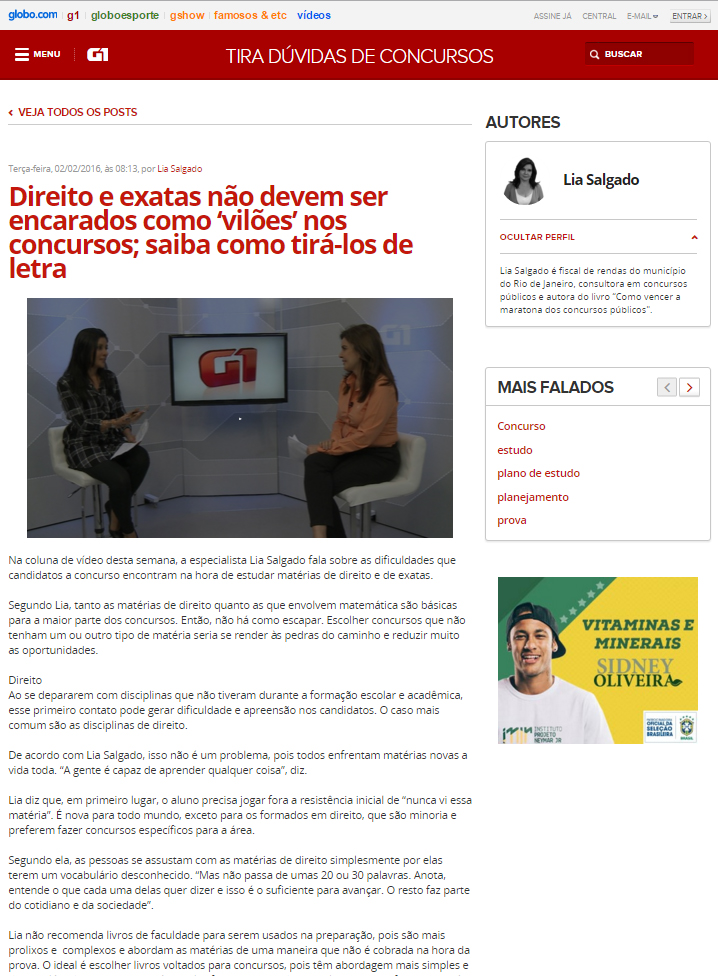 globo.com g1 globoesporte gshow famosos & etc vídeos ASSINE JÁ CENTRAL E-MAIL ENTRAR ›
MENU G1 TIRA DÚVIDAS DE CONCURSOS BUSCAR
‹ VEJA TODOS OS POSTS
Terça-feira, 02/02/2016, às 08:13, por Lia Salgado
Direito e exatas não devem ser
encarados como ‘vilões’ nos
concursos; saiba como tirá-los de
letra
G1
G1
Na coluna de vídeo desta semana, a especialista Lia Salgado fala sobre as dificuldades que
candidatos a concurso encontram na hora de estudar matérias de direito e de exatas.
Segundo Lia, tanto as matérias de direito quanto as que envolvem matemática são básicas
para a maior parte dos concursos. Então, não há como escapar. Escolher concursos que não
tenham um ou outro tipo de matéria seria se render às pedras do caminho e reduzir muito
as oportunidades.
Direito
Ao se depararem com disciplinas que não tiveram durante a formação escolar e acadêmica,
esse primeiro contato pode gerar dificuldade e apreensão nos candidatos. O caso mais
comum são as disciplinas de direito.
De acordo com Lia Salgado, isso não é um problema, pois todos enfrentam matérias novas a
vida toda. “A gente é capaz de aprender qualquer coisa”, diz.
Lia diz que, em primeiro lugar, o aluno precisa jogar fora a resistência inicial de “nunca vi essa
matéria”. É nova para todo mundo, exceto para os formados em direito, que são minoria e
preferem fazer concursos específicos para a área.
Segundo ela, as pessoas se assustam com as matérias de direito simplesmente por elas
terem um vocabulário desconhecido. “Mas não passa de umas 20 ou 30 palavras. Anota,
entende o que cada uma delas quer dizer e isso é o suficiente para avançar. O resto faz parte
do cotidiano e da sociedade”.
Lia não recomenda livros de faculdade para serem usados na preparação, pois são mais
prolixos e complexos e abordam as matérias de uma maneira que não é cobrada na hora da
prova. O ideal é escolher livros voltados para concursos, pois têm abordagem mais simples e
AUTORES
Lia Salgado
OCULTAR PERFIL
Lia Salgado é fiscal de rendas do município
do Rio de Janeiro, consultora em concursos
públicos e autora do livro "Como vencer a
maratona dos concursos públicos".
MAIS FALADOS
Concurso
estudo
plano de estudo
planejamento
prova
VITAMINAS E
MINERAIS
SIDNEY
OLIVEIRA
INSTITUTO
PROJETO
NEYMAR JR
OFICIAL DA
SELEÇÃO
BRASILEIRA
BRASIL